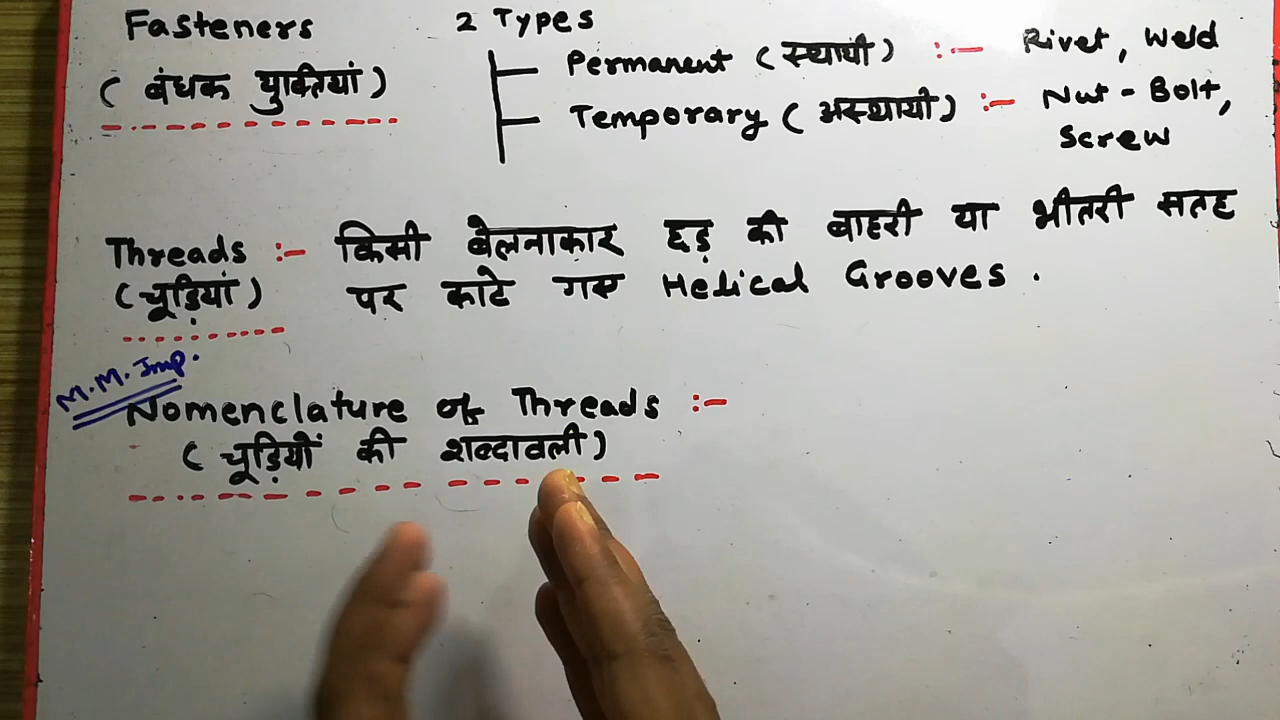 Fasteners
( बंधक युक्तियां )
2 Types
Permanent ( स्थायी ) :- Rivet, Weld
Temporary ( अस्थायी ) :- Nut - Bolt,
Screw
Threads :- किसी बेलनाकार छड़ की बाहरी या भीतरी सतह
( चूड़ियां ) पर काटे गए Helical Grooves .
M.M. Imp.
Nomenclature of Threads :-
( चूड़ियों की शब्दावली )